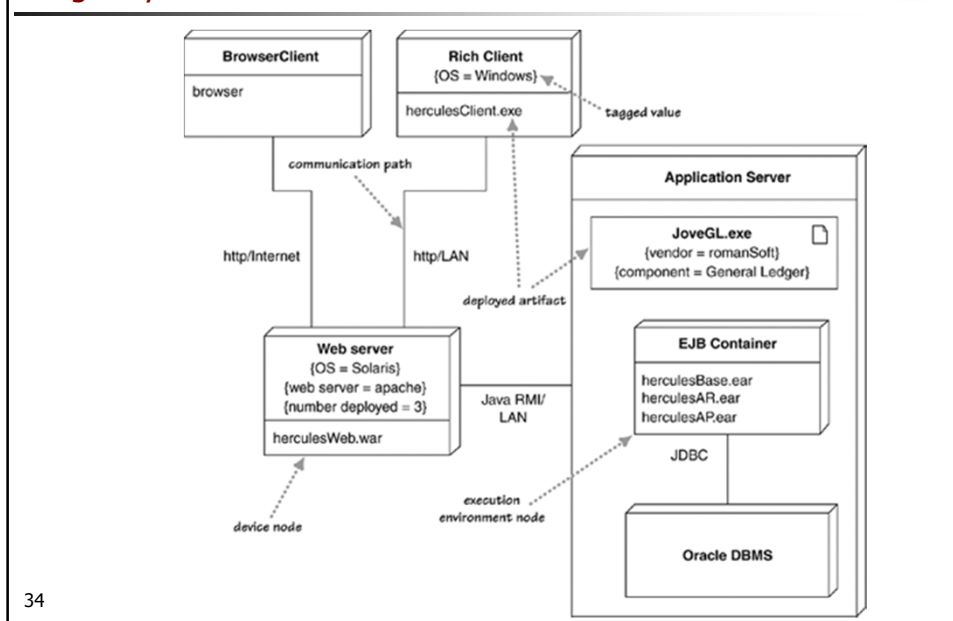 BrowserClient
browser
Rich Client
{OS = Windows}
herculesClient.exe
tagged value
communication path
http/Internet
http/LAN
deployed artifact
Application Server
JoveGL.exe
{vendor = romanSoft}
{component = General Ledger}
EJB Container
herculesBase.ear
herculesAR.ear
herculesAP.ear
JDBC
Oracle DBMS
Web server
{OS = Solaris}
{web server = apache}
{number deployed = 3}
herculesWeb.war
Java RMI/
LAN
execution
environment node
device node
34